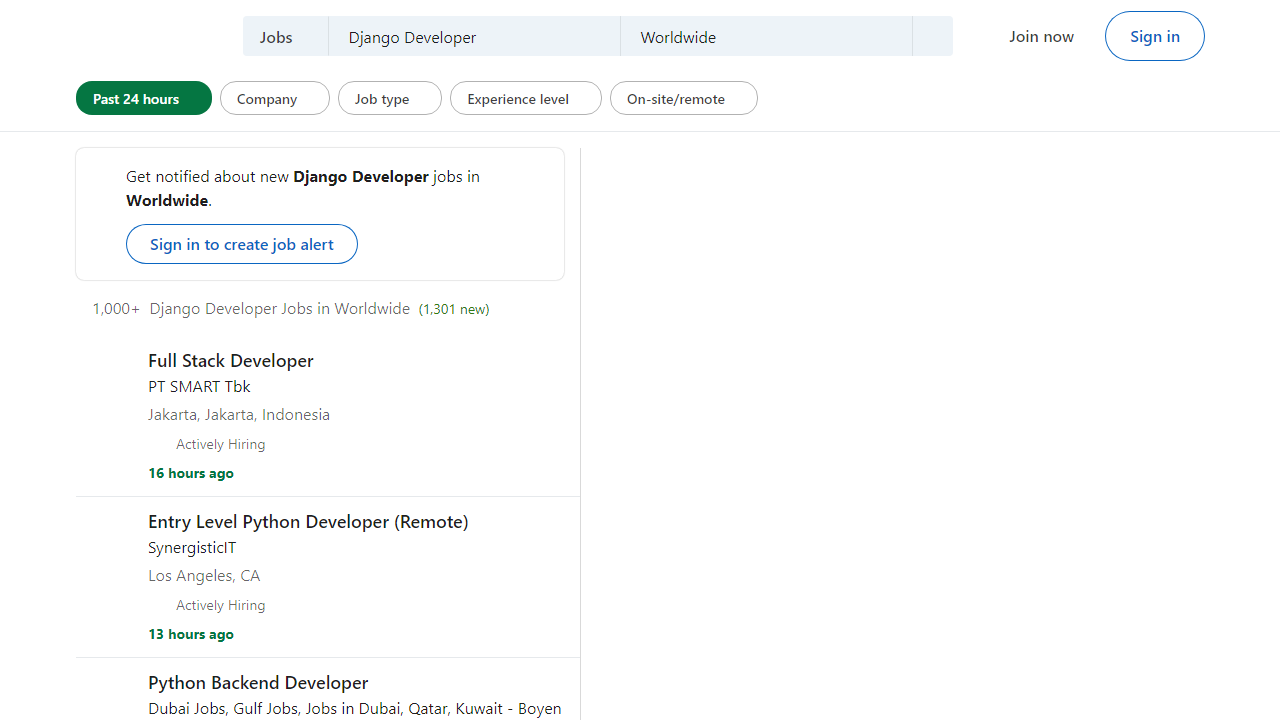 Jobs
Django Developer
Worldwide
Join now
Sign in
Past 24 hours
Company
Job type
Experience level
On-site/remote
Get notified about new Django Developer jobs in
Worldwide.
Sign in to create job alert
1,000+ Django Developer Jobs in Worldwide (1,301 new)
Full Stack Developer
PT SMART Tbk
Jakarta, Jakarta, Indonesia
Actively Hiring
16 hours ago
Entry Level Python Developer (Remote)
SynergisticIT
Los Angeles, CA
Actively Hiring
13 hours ago
Python Backend Developer
Dubai Jobs, Gulf Jobs, Jobs in Dubai, Qatar, Kuwait - Boyen